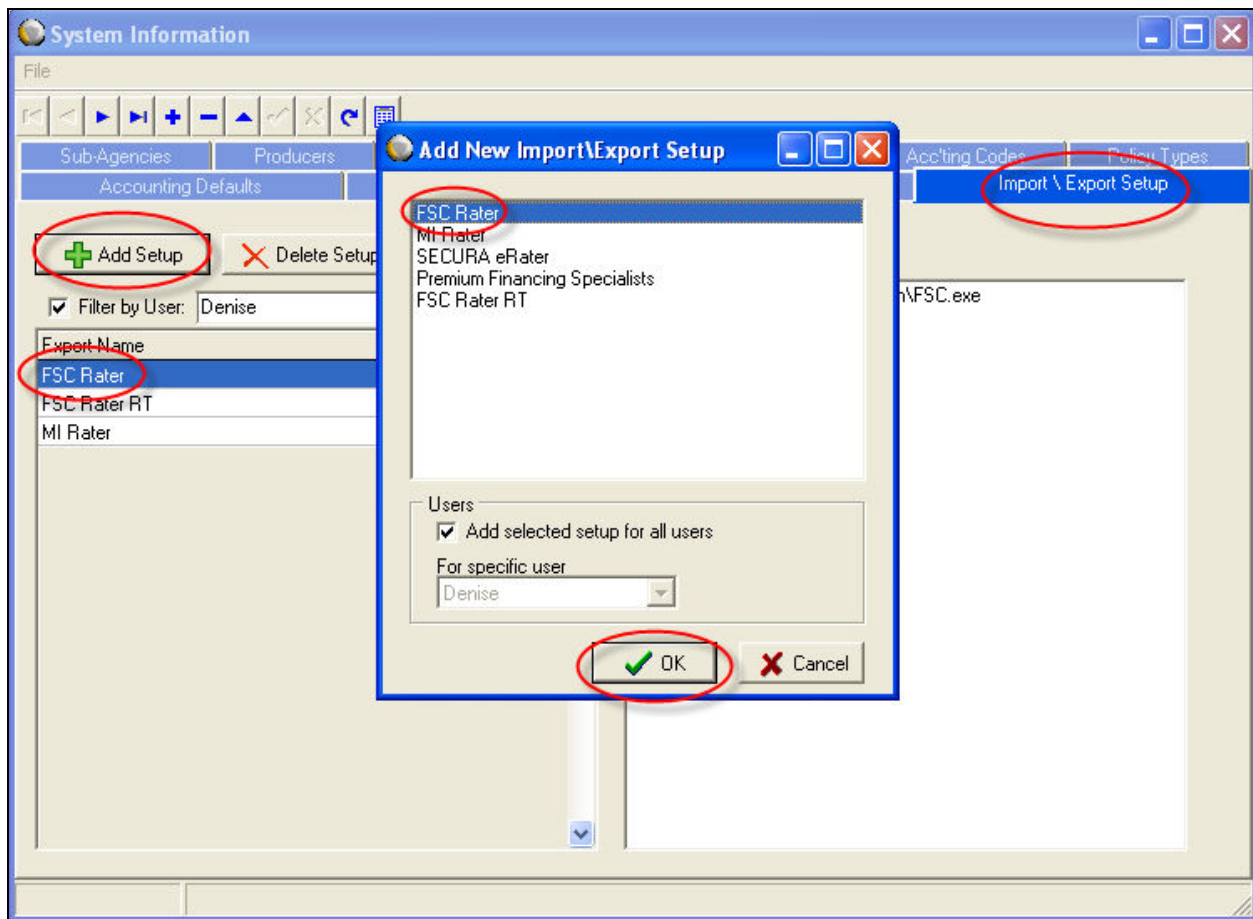 System Information
File
Add New Import\Export Setup
Sub-Agencies
Producers
Acc'ting Codes
Policy Types
Accounting Defaults
Import \ Export Setup
Add Setup
Delete Setup
Filter by User:
Denise
Export Name
FSC Rater
FSC Rater RT
MI Rater
FSC Rater
MI Rater
SECURA eRater
Premium Financing Specialists
FSC Rater RT
\FSC.exe
Users
Add selected setup for all users
For specific user
Denise
OK
Cancel